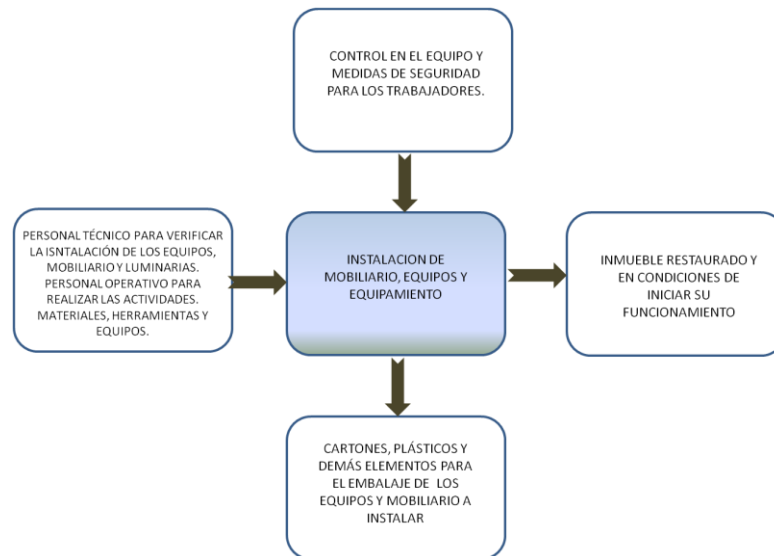 CONTROL EN EL EQUIPO Y
MEDIDAS DE SEGURIDAD
PARA LOS TRABAJADORES.
PERSONAL TÉCNICO PARA VERIFICAR
LA ISNTALACIÓN DE LOS EQUIPOS,
MOBILIARIO Y LUMINARIAS.
PERSONAL OPERATIVO PARA
REALIZAR LAS ACTIVIDADES.
MATERIALES, HERRAMIENTAS Y
EQUIPOS.
INSTALACION DE
MOBILIARIO, EQUIPOS Y
EQUIPAMIENTO
INMUEBLE RESTAURADO Y
EN CONDICIONES DE
INICIAR SU
FUNCIONAMIENTO
CARTONES, PLÁSTICOS Y
DEMÁS ELEMENTOS PARA
EL EMBALAJE DE LOS
EQUIPOS Y MOBILIARIO A
INSTALAR